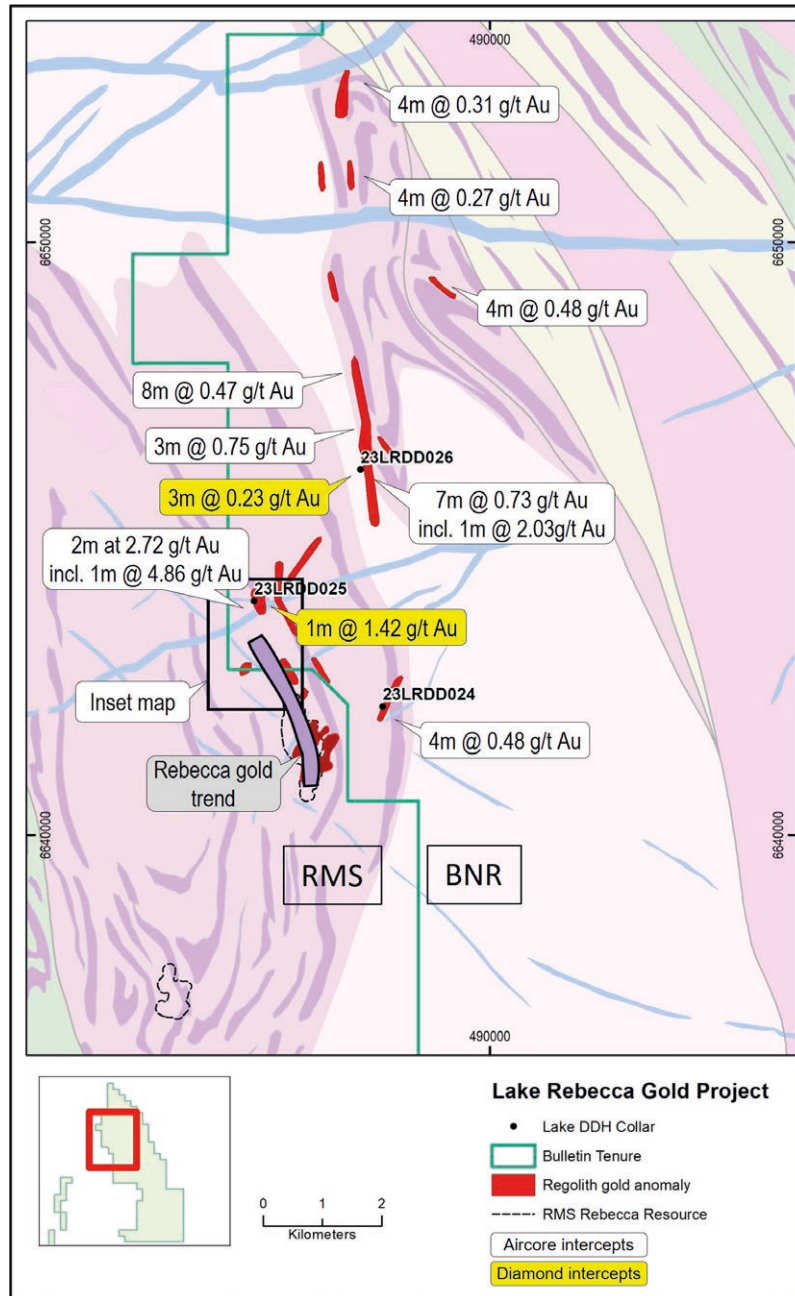 490000
4m @ 0.31 g/t Au
4m @ 0.27 g/t Au
6650000
6650000
4m @ 0.48 g/t Au
8m @ 0.47 g/t Au
3m @ 0.75 g/t Au
23LRDD026
3m @ 0.23 g/t Au
7m @ 0.73 g/t Au
incl. 1m @ 2.03g/t Au
2m at 2.72 g/t Au
incl. 1m @ 4.86 g/t Au
23LRDD025
1m @ 1.42 g/t Au
Inset map
23LRDD024
4m @ 0.48 g/t Au
Rebecca gold
trend
6640000
6640000
RMS
BNR
490000
Lake Rebecca Gold Project
Lake DDH Collar
Bulletin Tenure
Regolith gold anomaly
RMS Rebecca Resource
Aircore intercepts
Diamond intercepts
0 1 2
Kilometers